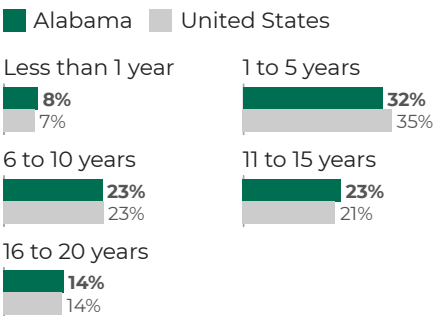 Alabama United States
Less than 1 year 1 to 5 years
8% 32%
7% 35%
6 to 10 years 11 to 15 years
23% 23%
23% 21%
16 to 20 years
14%
14%